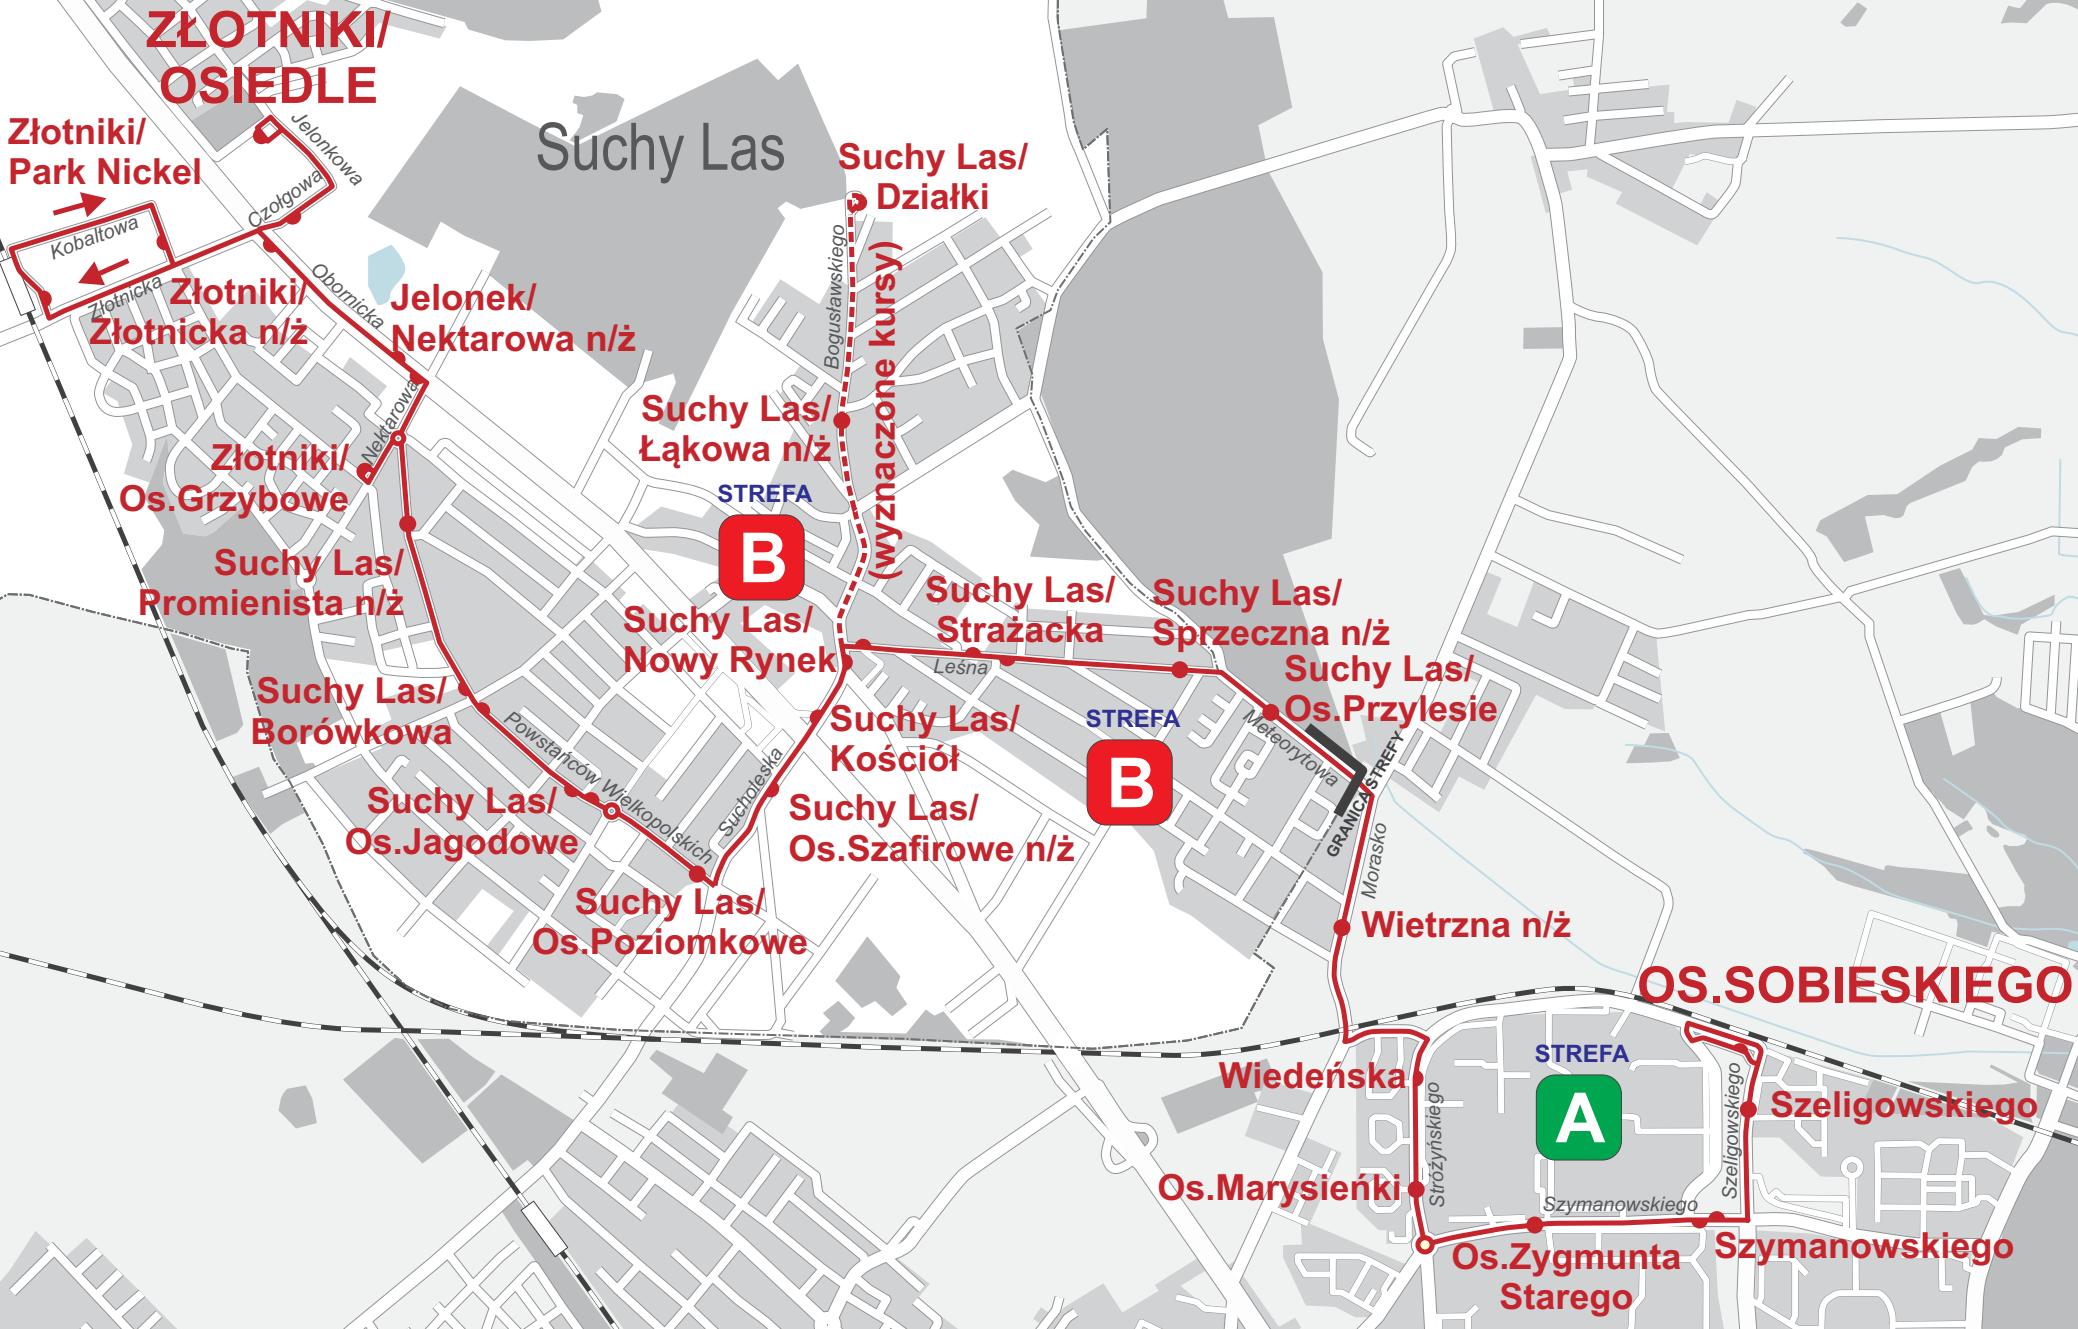 ZŁOTNIKI/
OSIEDLE
Złotniki/
Park Nickel
Jelonkowa
Czołgowa
Kobaltowa
Złotnicka
Złotniki/
Złotnicka n/ż
Obornicka
Jelonek/
Nektarowa n/ż
Nektarowa
Złotniki/
Os.Grzybowe
Suchy Las/
Promienista n/ż
Suchy Las/
Borówkowa
Suchy Las/
Os.Jagodowe
Powstańców Wielkopolskich
Suchy Las/
Os.Poziomkowe
Sucholeska
Suchy Las/
Os.Szafirowe n/ż
Suchy Las/
Kościół
Suchy Las/
Nowy Rynek
Suchy Las
Suchy Las/
Działki
Bogusławskiego
(wyznaczone kursy)
Suchy Las/
Łąkowa n/ż
STREFA
B
Suchy Las/
Strażacka
Leśna
Suchy Las/
Sprzeczna n/ż
Suchy Las/
Os.Przylesie
Meteorytowa
STREFA
B
GRANICA STREFY
Morasko
Wietrzna n/ż
OS.SOBIESKIEGO
STREFA
A
Wiedeńska
Stróżyńskiego
Os.Marysieńki
Szymanowskiego
Os.Zygmunta
Starego
Szymanowskiego
Szeligowskiego
Szeligowskiego